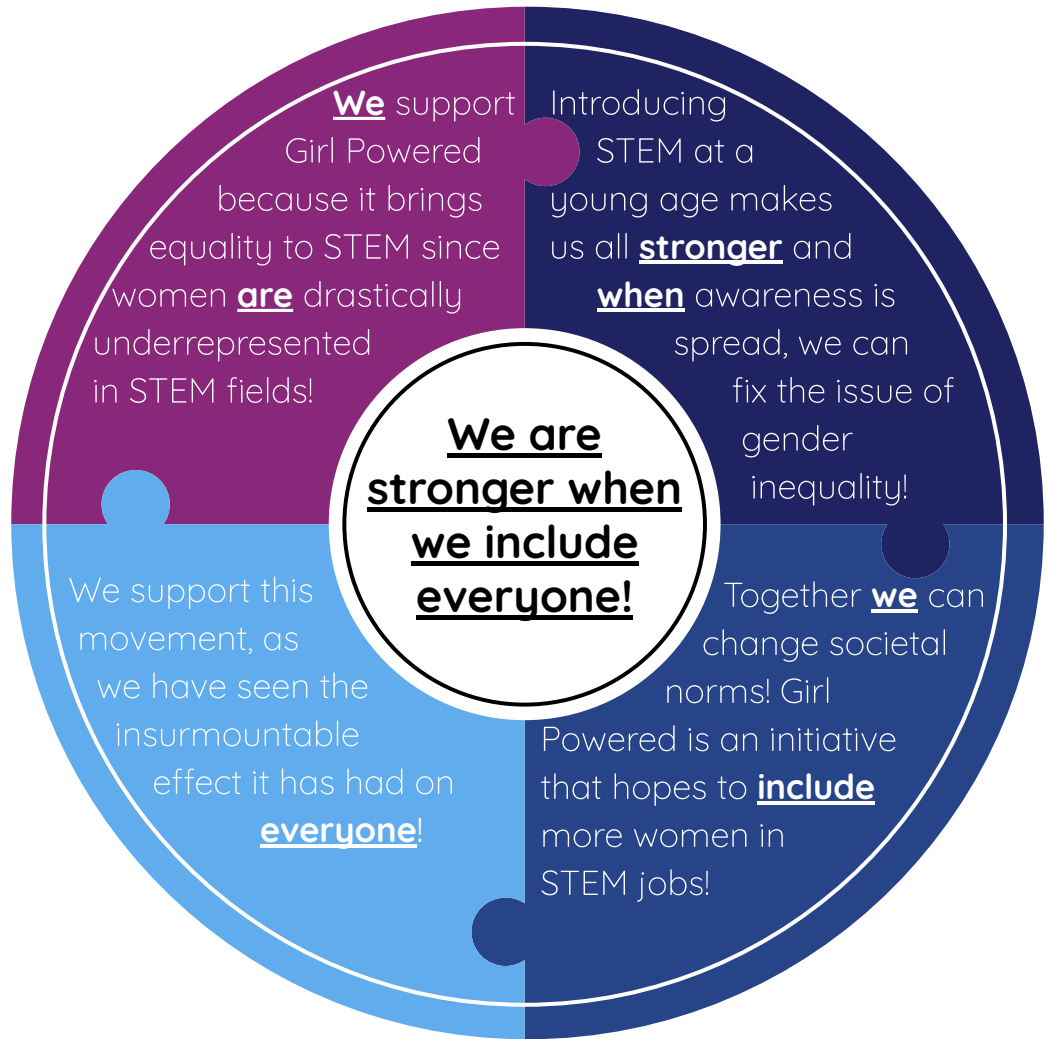 We support
Girl Powered
because it brings
equality to STEM since
women are drastically
underrepresented
in STEM fields!
Introducing
STEM at a
young age makes
us all stronger and
when awareness is
spread, we can
fix the issue of
gender
inequality!
We are
stronger when
we include
everyone!
We support this
movement, as
we have seen the
insurmountable
effect it has had on
everyone!
Together we can
change societal
norms! Girl
Powered is an initiative
that hopes to include
more women in
STEM jobs!